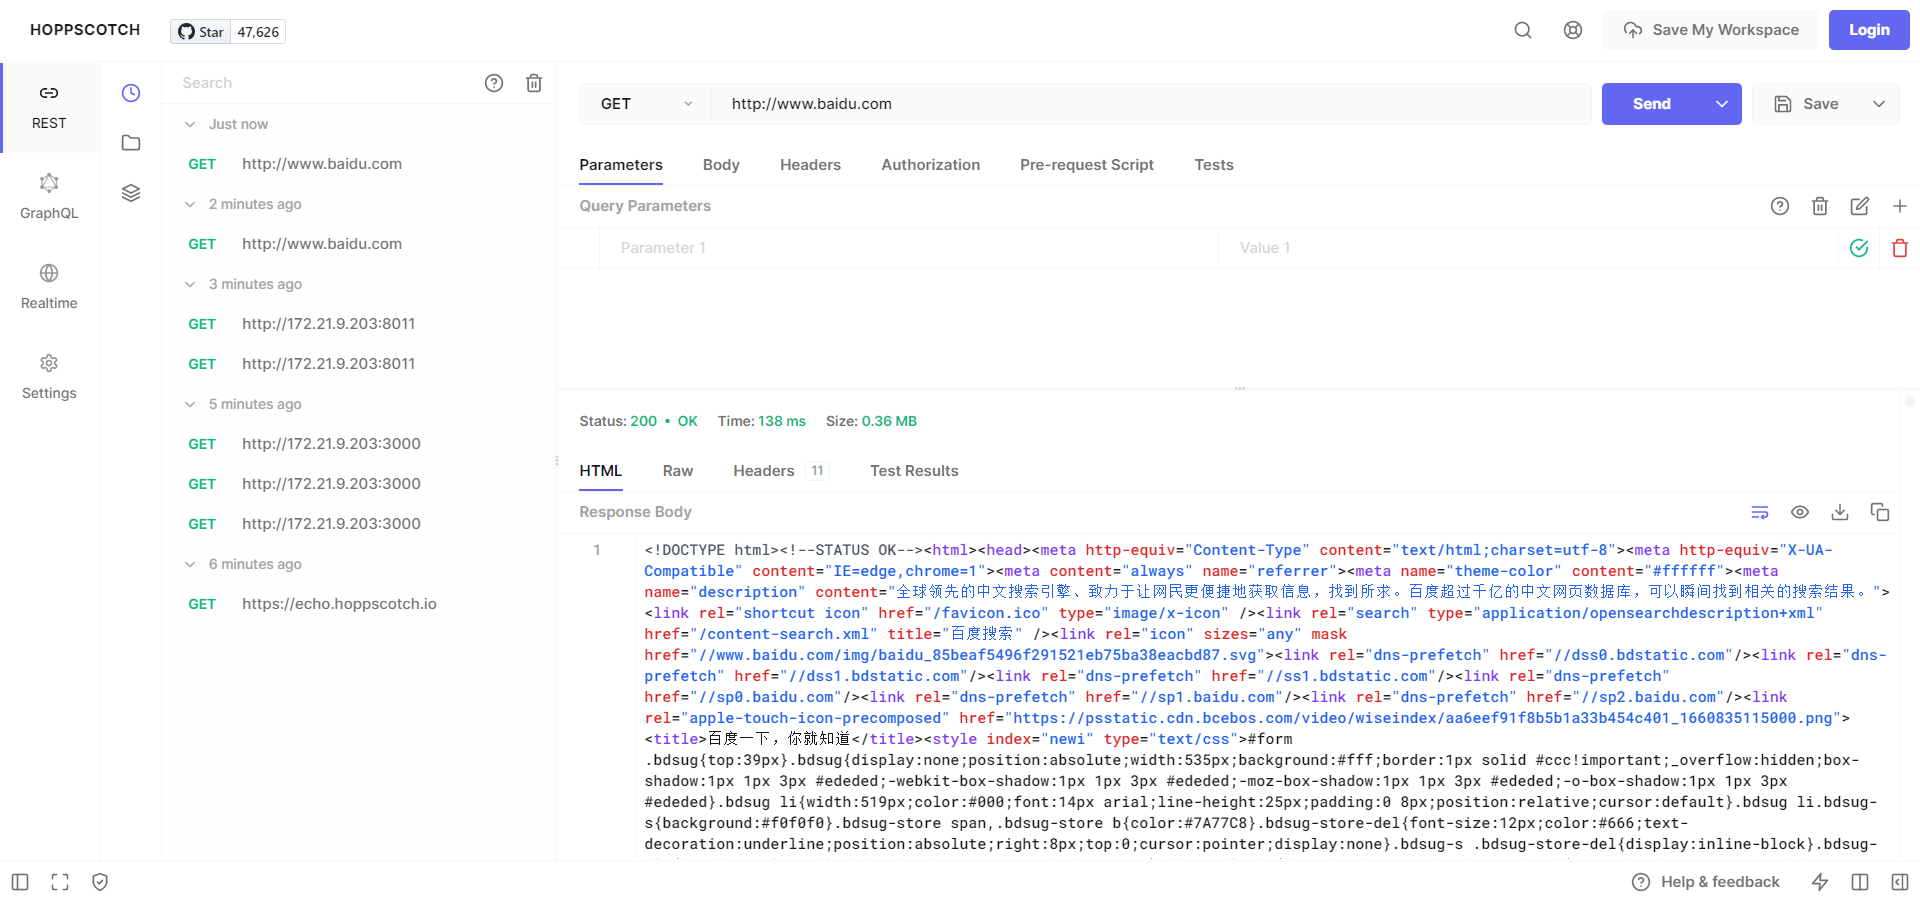 HOPPSCOTCH
Star 47,626
Save My Workspace
Login
REST
GraphQL
Realtime
Settings
Search
Just now
GET http://www.baidu.com
2 minutes ago
GET http://www.baidu.com
3 minutes ago
GET http://172.21.9.203:8011
GET http://172.21.9.203:8011
5 minutes ago
GET http://172.21.9.203:3000
GET http://172.21.9.203:3000
GET http://172.21.9.203:3000
6 minutes ago
GET https://echo.hoppscotch.io
GET http://www.baidu.com
Send
Save
Parameters Body Headers Authorization Pre-request Script Tests
Query Parameters
Parameter 1 Value 1
Status: 200 • OK Time: 138 ms Size: 0.36 MB
HTML Raw Headers 11 Test Results
Response Body
1
<!DOCTYPE html><!--STATUS OK--><html><head><meta http-equiv="Content-Type" content="text/html;charset=utf-8"><meta http-equiv="X-UA-
Compatible" content="IE=edge,chrome=1"><meta content="always" name="referrer"><meta name="theme-color" content="#ffffff"><meta
name="description" content="全球领先的中文搜索引擎、致力于让网民更便捷地获取信息，找到所求。百度超过千亿的中文网页数据库，可以瞬间找到相关的搜索结果。">
<link rel="shortcut icon" href="/favicon.ico" type="image/x-icon" /><link rel="search" type="application/opensearchdescription+xml"
href="/content-search.xml" title="百度搜索" /><link rel="icon" sizes="any" mask
href="//www.baidu.com/img/baidu_85beaf5496f291521eb75ba38eacbd87.svg"><link rel="dns-prefetch" href="//dss0.bdstatic.com"/><link rel="dns-
prefetch" href="//dss1.bdstatic.com"/><link rel="dns-prefetch" href="//ss1.bdstatic.com"/><link rel="dns-prefetch"
href="//sp0.baidu.com"/><link rel="dns-prefetch" href="//sp1.baidu.com"/><link rel="dns-prefetch" href="//sp2.baidu.com"/><link
rel="apple-touch-icon-precomposed" href="https://psstatic.cdn.bcebos.com/video/wiseindex/aa6eef91f8b5b1a33b454c401_1660835115000.png">
<title>百度一下，你就知道</title><style index="newi" type="text/css">#form
.bdsug{top:39px}.bdsug{display:none;position:absolute;width:535px;background:#fff;border:1px solid #ccc!important;_overflow:hidden;box-
shadow:1px 1px 3px #ededed;-webkit-box-shadow:1px 1px 3px #ededed;-moz-box-shadow:1px 1px 3px #ededed;-o-box-shadow:1px 1px 3px
#ededed}.bdsug li{width:519px;color:#000;font:14px arial;line-height:25px;padding:0 8px;position:relative;cursor:default}.bdsug li.bdsug-
s{background:#f0f0f0}.bdsug-store span,.bdsug-store b{color:#7A77C8}.bdsug-store-del{font-size:12px;color:#666;text-
decoration:underline;position:absolute;right:8px;top:0;cursor:pointer;display:none}.bdsug-s .bdsug-store-del{display:inline-block}.bdsug-
Help & feedback